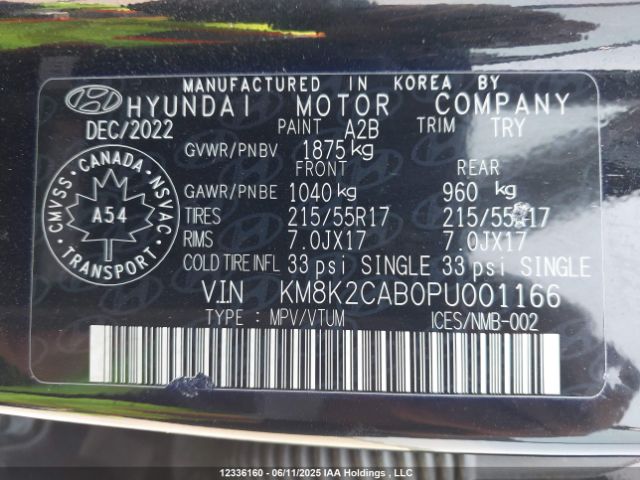 MANUFACTURED IN KOREA BY
HYUNDAI MOTOR COMPANY
DEC/2022 PAINT A2B TRIM TRY
GVWR/PNBV 1875 kg
FRONT REAR
GAWR/PNBE 1040 kg 960 kg
TIRES 215/55R17 215/55R17
RIMS 7.0JX17 7.0JX17
COLD TIRE INFL 33 psi SINGLE 33 psi SINGLE
V.I.N KM8K2CAB0PU001166
TYPE : MPV/VTUM ICES/NMB-002
CANADA
CMVSS NSVAC
A54
TRANSPORT
12336160 - 06/11/2025 IAA Holdings , LLC